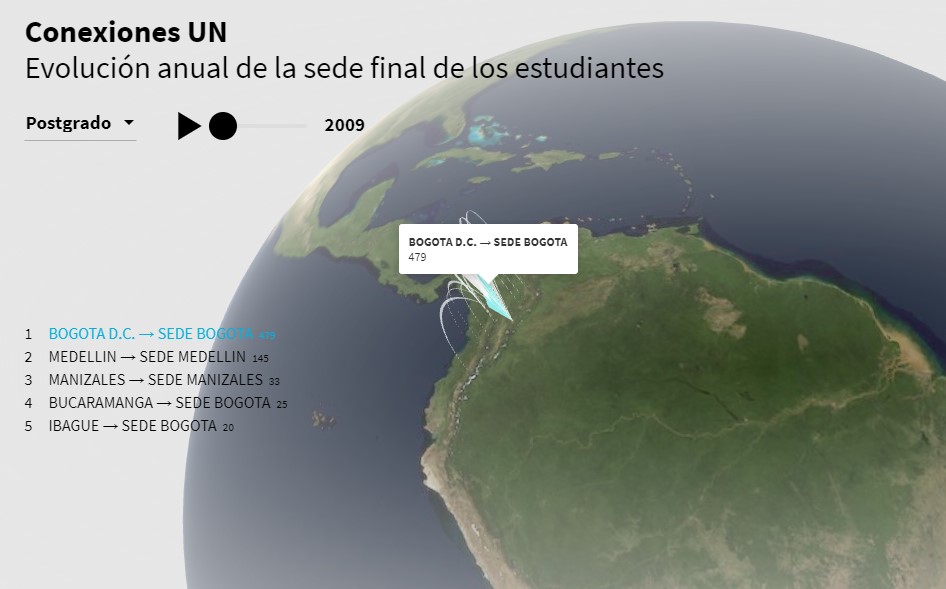 Conexiones UN
Evolución anual de la sede final de los estudiantes
Postgrado
2009
BOGOTA D.C. → SEDE BOGOTA
479
1 BOGOTA D.C. → SEDE BOGOTA 479
2 MEDELLIN → SEDE MEDELLIN 145
3 MANIZALES → SEDE MANIZALES 33
4 BUCARAMANGA → SEDE BOGOTA 25
5 IBAGUE → SEDE BOGOTA 20